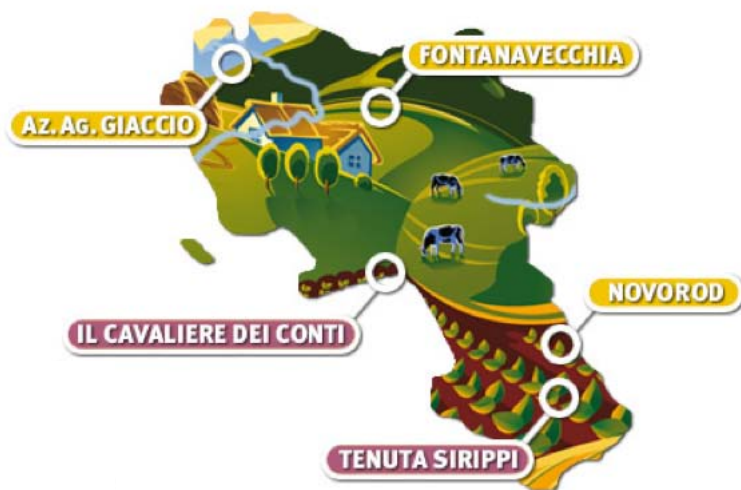 FONTANAVECCHIA
AZ. AG. GIACCIO
NOVOROD
IL CAVALIERE DEI CONTI
TENUTA SIRIPPI